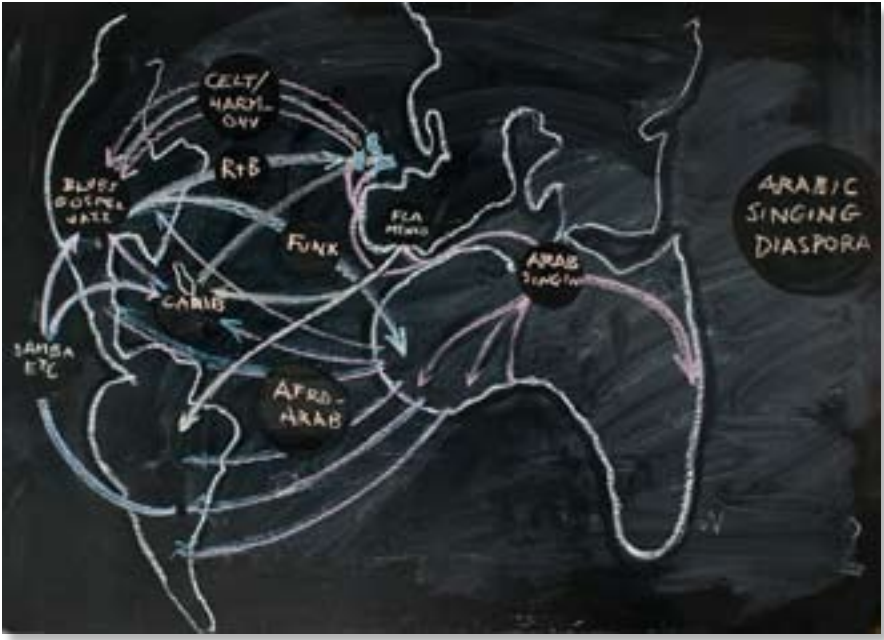 CELT/
HARM-
ONY
R+B
BLUES
GOSPEL
JAZZ
FLA
MENCO
FUNK
ARAB
SINGIN
CARIB
SAMBA
ETC
AFRO-
ARAB
ARABIC
SINGING
DIASPORA